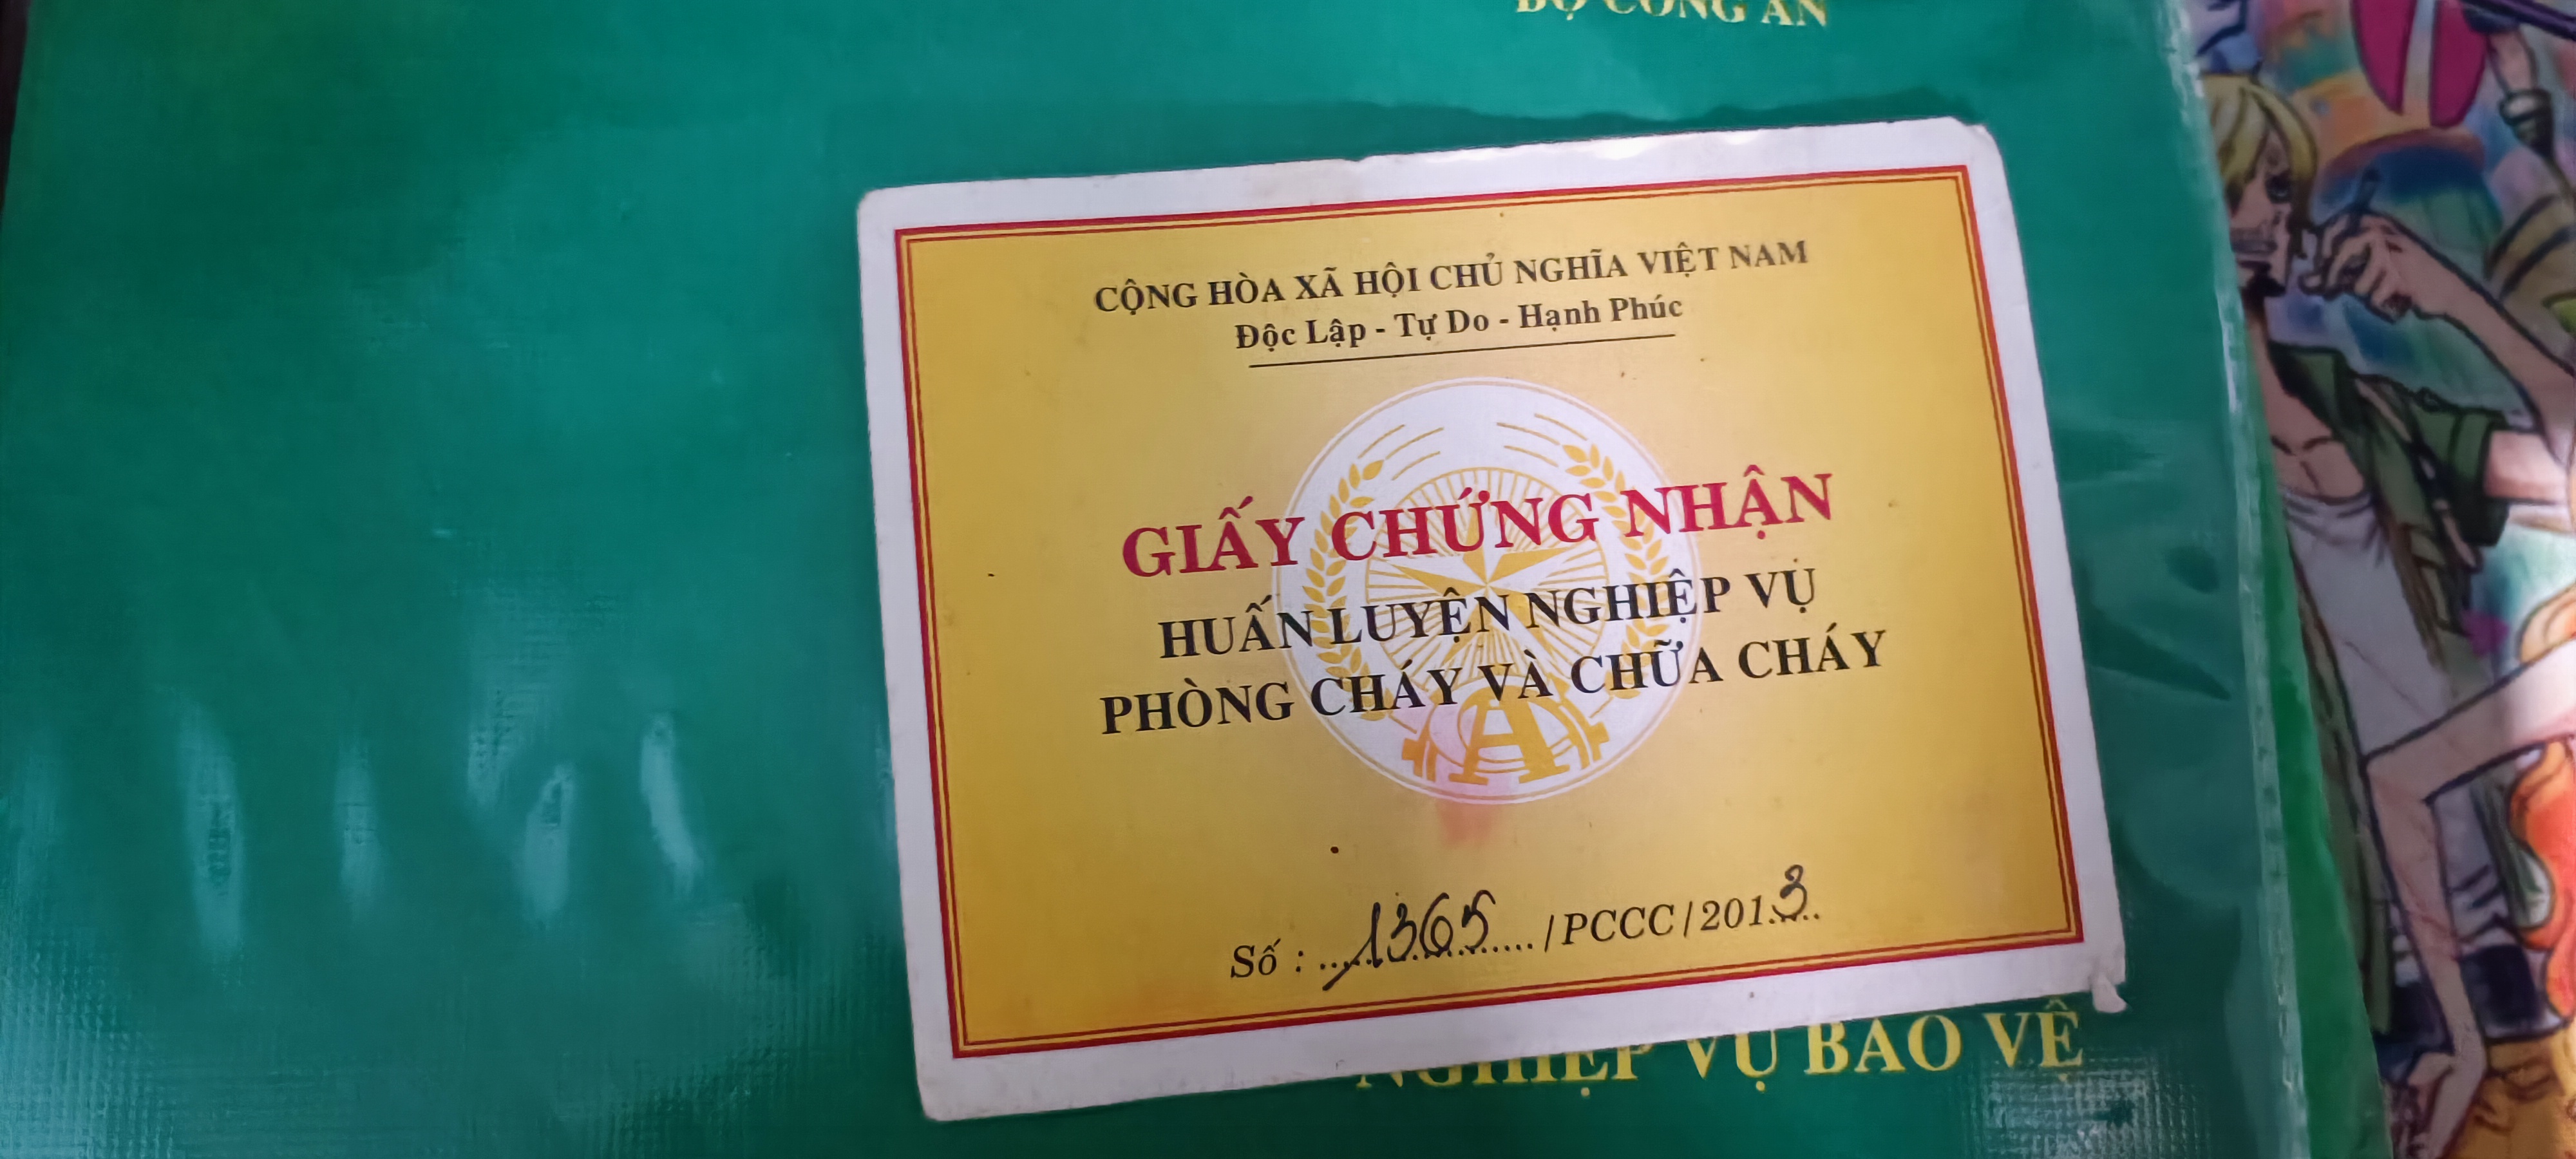 BỘ CÔNG AN
CỘNG HÒA XÃ HỘI CHỦ NGHĨA VIỆT NAM
Độc Lập - Tự Do - Hạnh Phúc
GIẤY CHỨNG NHẬN
HUẤN LUYỆN NGHIỆP VỤ
PHÒNG CHÁY VÀ CHỮA CHÁY
Số : ....1365...... /PCCC/2013....
NGHIỆP VỤ BẢO VỆ